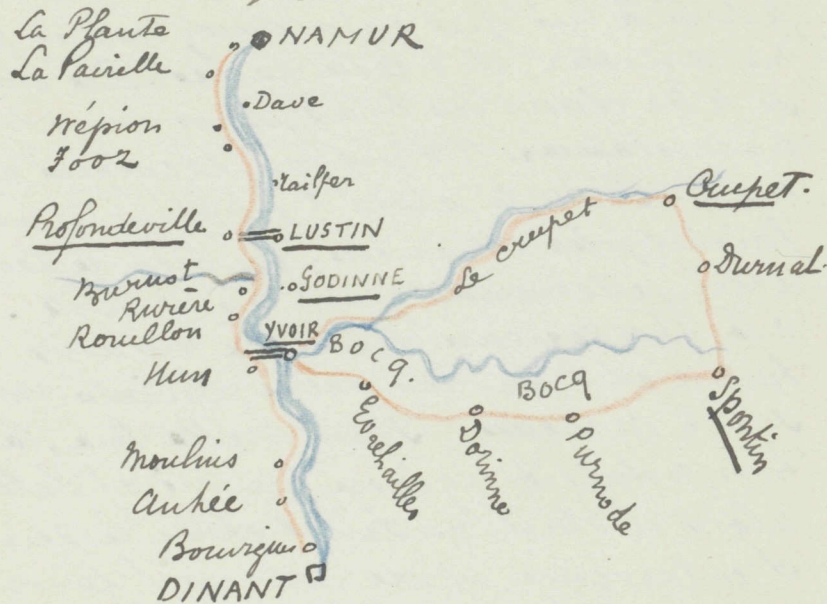 La Plante
NAMUR
La Pairelle
Dave
Wépion
Fooz
Tailfer
Profondeville
LUSTIN
Crupet.
Le Crupet
Durnal
Burnot
GODINNE
Rivière
Rouillon
YVOIR
BOCQ.
Hun
BOCQ
Spontin
Evrehailles
Dorinne
Purnode
Moulins
Anhée
Bouvignes
DINANT